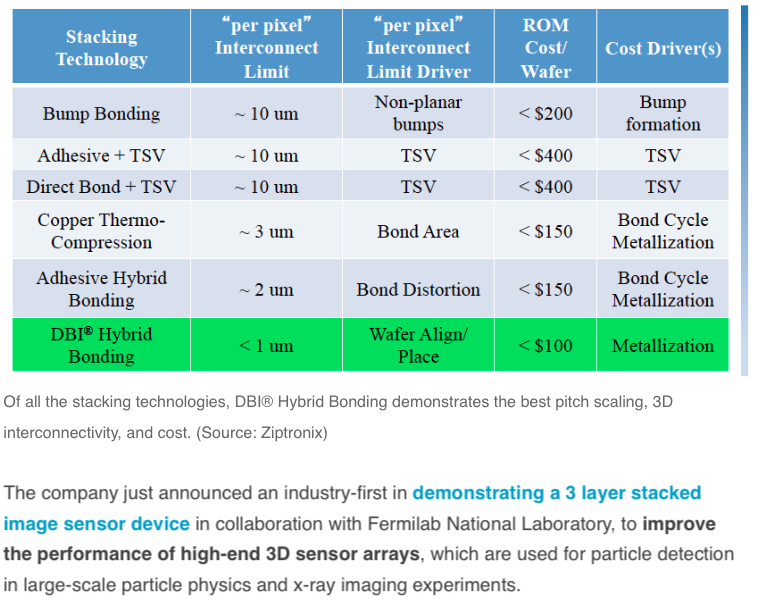 Stacking Technology | “per pixel” Interconnect Limit | “per pixel” Interconnect Limit Driver | ROM Cost/ Wafer | Cost Driver(s)
Bump Bonding | ~ 10 um | Non-planar bumps | < $200 | Bump formation
Adhesive + TSV | ~ 10 um | TSV | < $400 | TSV
Direct Bond + TSV | ~ 10 um | TSV | < $400 | TSV
Copper Thermo-Compression | ~ 3 um | Bond Area | < $150 | Bond Cycle Metallization
Adhesive Hybrid Bonding | ~ 2 um | Bond Distortion | < $150 | Bond Cycle Metallization
DBI® Hybrid Bonding | < 1 um | Wafer Align/ Place | < $100 | Metallization
Of all the stacking technologies, DBI® Hybrid Bonding demonstrates the best pitch scaling, 3D
interconnectivity, and cost. (Source: Ziptronix)
The company just announced an industry-first in demonstrating a 3 layer stacked
image sensor device in collaboration with Fermilab National Laboratory, to improve
the performance of high-end 3D sensor arrays, which are used for particle detection
in large-scale particle physics and x-ray imaging experiments.